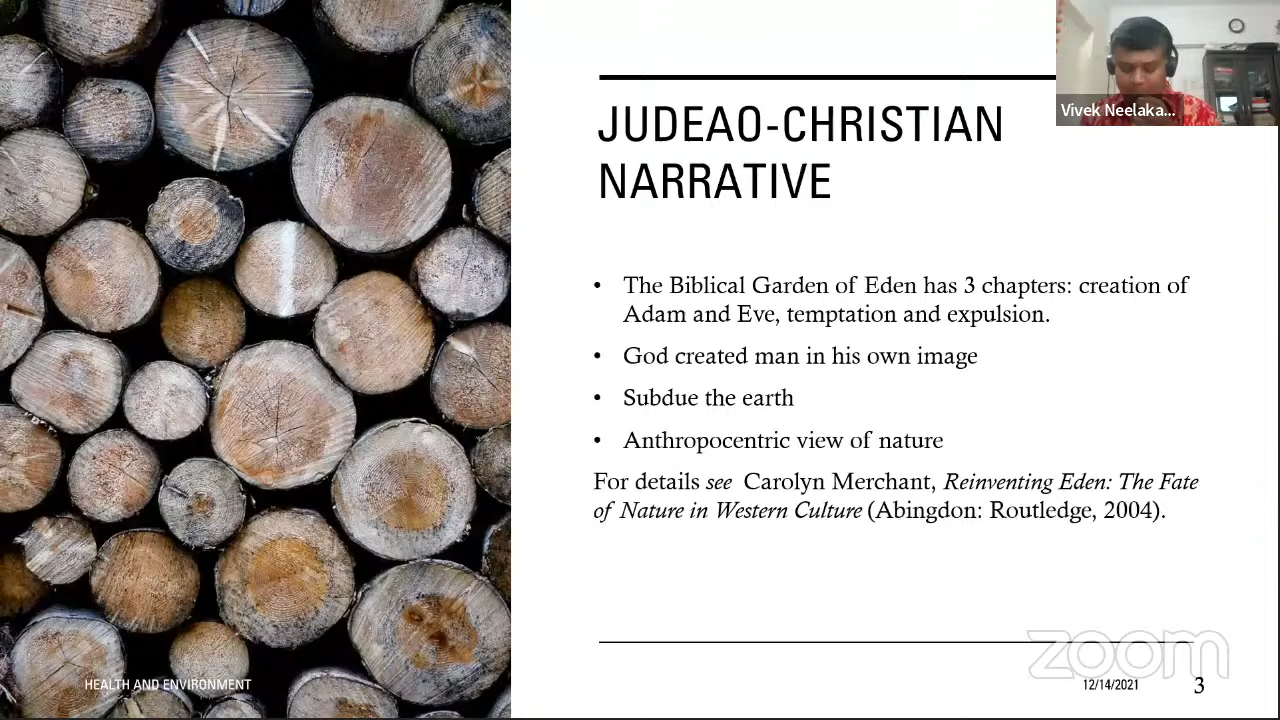 Vivek Neelaka...
JUDEAO-CHRISTIAN
NARRATIVE
• The Biblical Garden of Eden has 3 chapters: creation of
Adam and Eve, temptation and expulsion.
• God created man in his own image
• Subdue the earth
• Anthropocentric view of nature
For details see Carolyn Merchant, Reinventing Eden: The Fate
of Nature in Western Culture (Abingdon: Routledge, 2004).
zoom
HEALTH AND ENVIRONMENT
12/14/2021
3